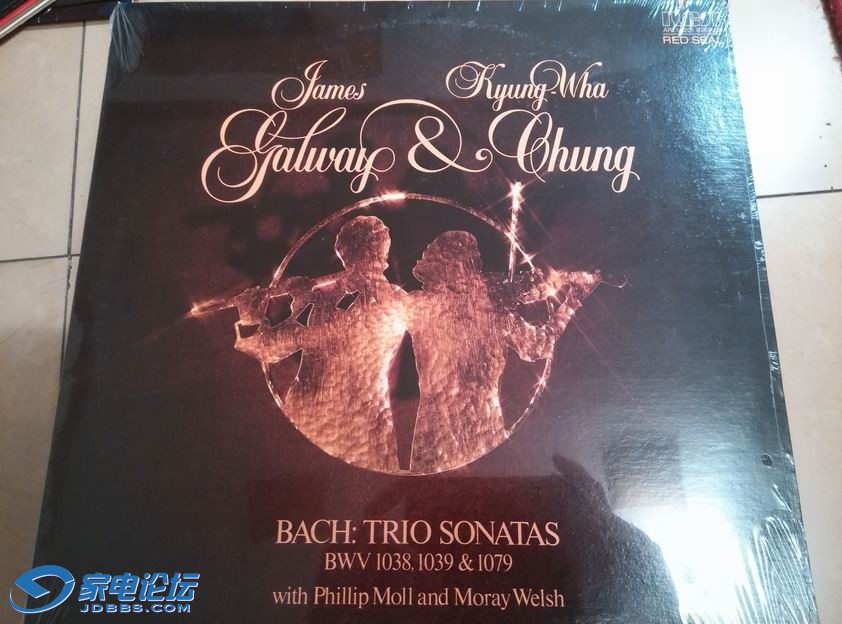 RCA
RED SEAL
James Kyung-Wha
Galway & Chung
BACH: TRIO SONATAS
BWV 1038, 1039 & 1079
with Phillip Moll and Moray Welsh
家电论坛
JDBBS.COM